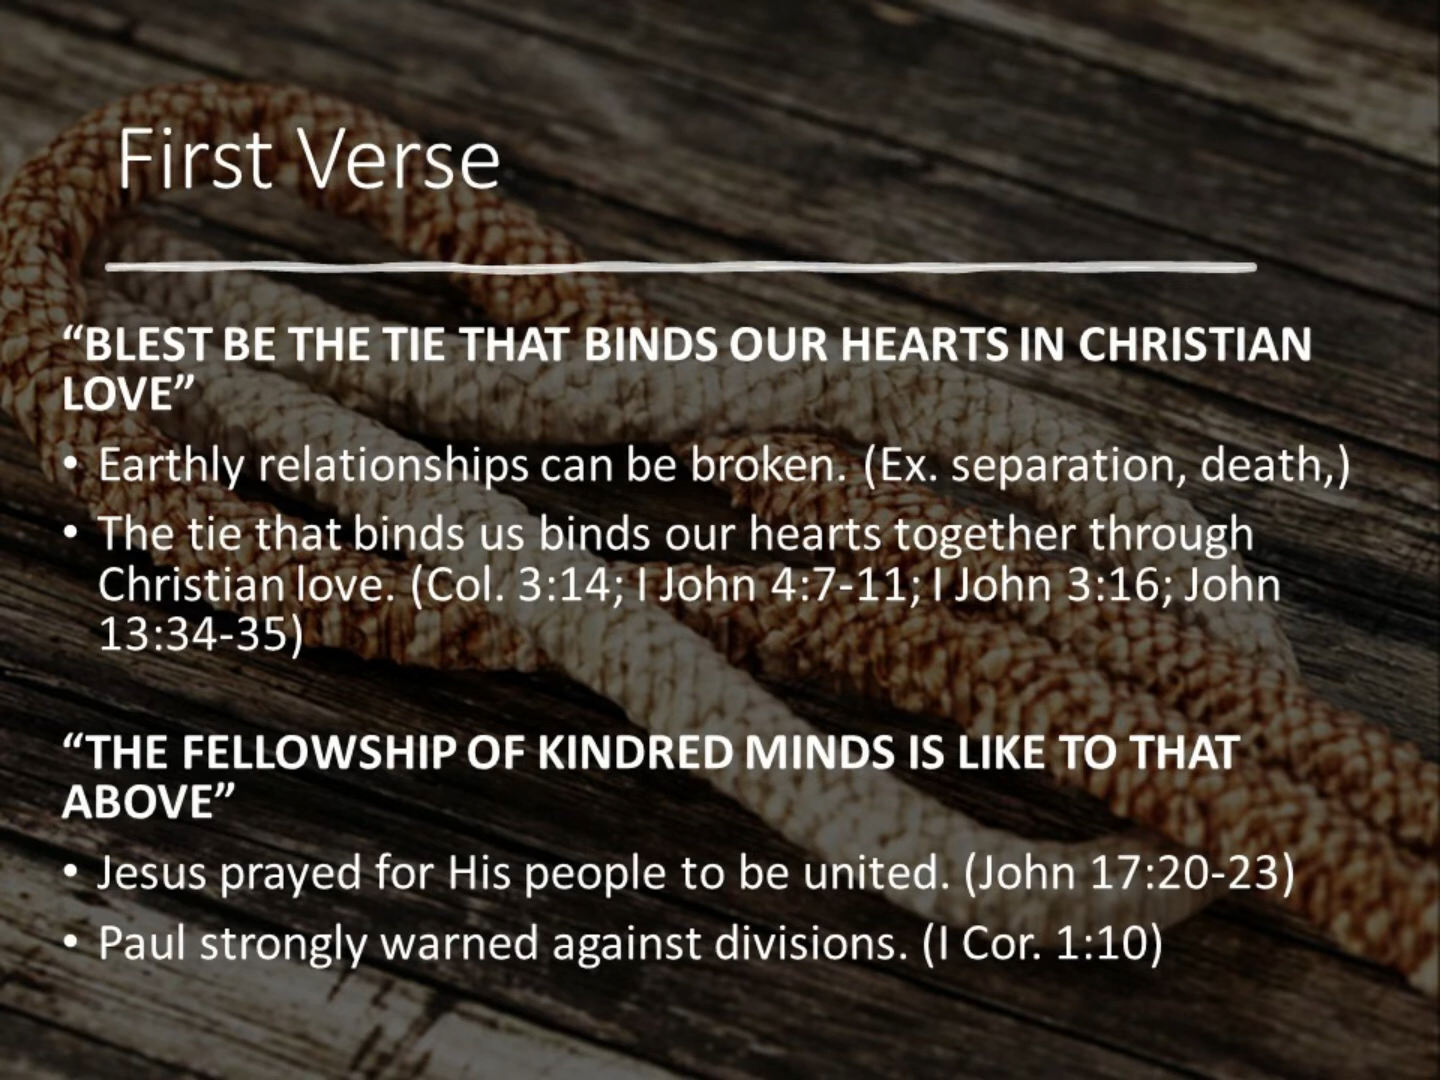 First Verse
“BLEST BE THE TIE THAT BINDS OUR HEARTS IN CHRISTIAN
LOVE”
• Earthly relationships can be broken. (Ex. separation, death,)
• The tie that binds us binds our hearts together through
Christian love. (Col. 3:14; I John 4:7-11; I John 3:16; John
13:34-35)
“THE FELLOWSHIP OF KINDRED MINDS IS LIKE TO THAT
ABOVE”
• Jesus prayed for His people to be united. (John 17:20-23)
• Paul strongly warned against divisions. (I Cor. 1:10)